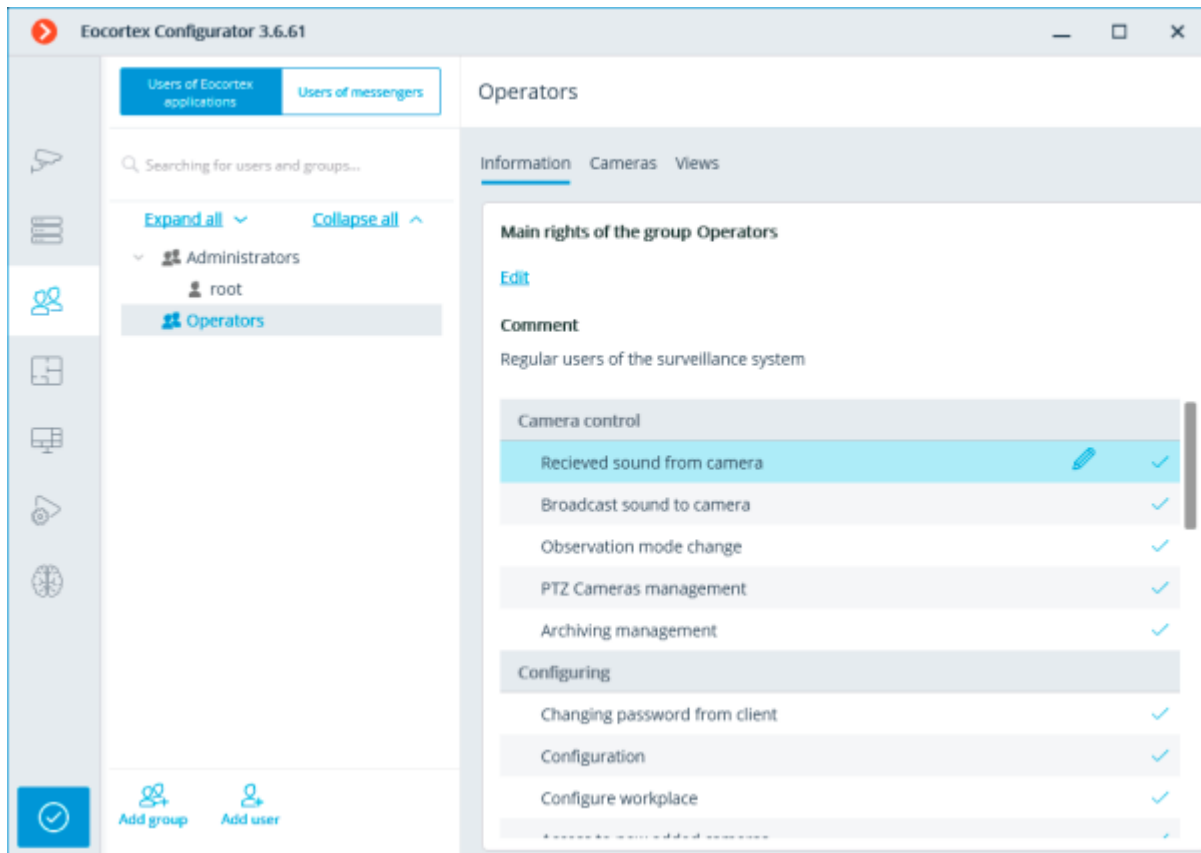 Eocortex Configurator 3.6.61
Users of Eocortex
applications
Users of messengers
Searching for users and groups...
Expand all
Collapse all
Administrators
root
Operators
Add group
Add user
Operators
Information
Cameras
Views
Main rights of the group Operators
Edit
Comment
Regular users of the surveillance system
Camera control
Recieved sound from camera
Broadcast sound to camera
Observation mode change
PTZ Cameras management
Archiving management
Configuring
Changing password from client
Configuration
Configure workplace